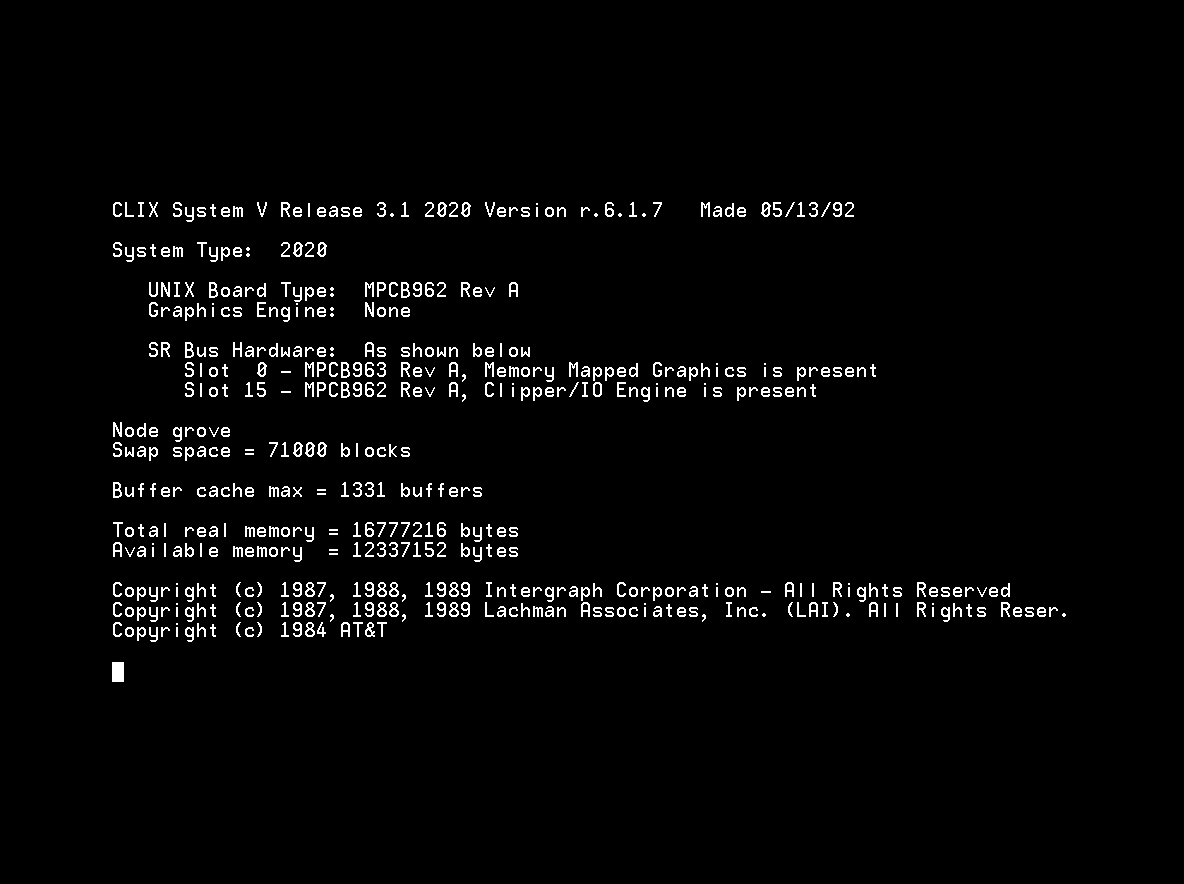 CLIX System V Release 3.1 2020 Version r.6.1.7   Made 05/13/92
System Type:  2020
UNIX Board Type:  MPCB962 Rev A
Graphics Engine:  None
SR Bus Hardware:  As shown below
Slot  0 – MPCB963 Rev A, Memory Mapped Graphics is present
Slot 15 – MPCB962 Rev A, Clipper/IO Engine is present
Node grove
Swap space = 71000 blocks
Buffer cache max = 1331 buffers
Total real memory = 16777216 bytes
Available memory  = 12337152 bytes
Copyright (c) 1987, 1988, 1989 Intergraph Corporation – All Rights Reserved
Copyright (c) 1987, 1988, 1989 Lachman Associates, Inc. (LAI). All Rights Reser.
Copyright (c) 1984 AT&T